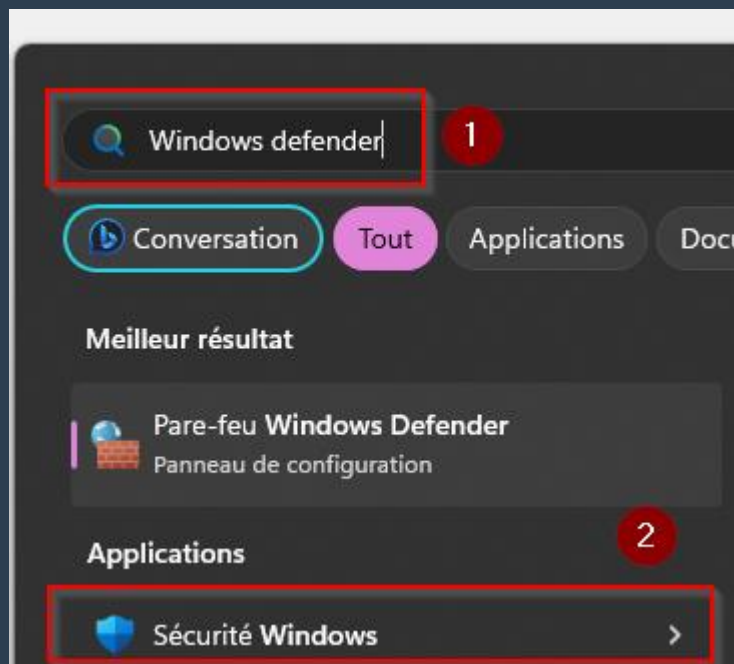 Windows defender
1
Conversation Tout Applications Docu
Meilleur résultat
Pare-feu Windows Defender
Panneau de configuration
Applications
2
Sécurité Windows